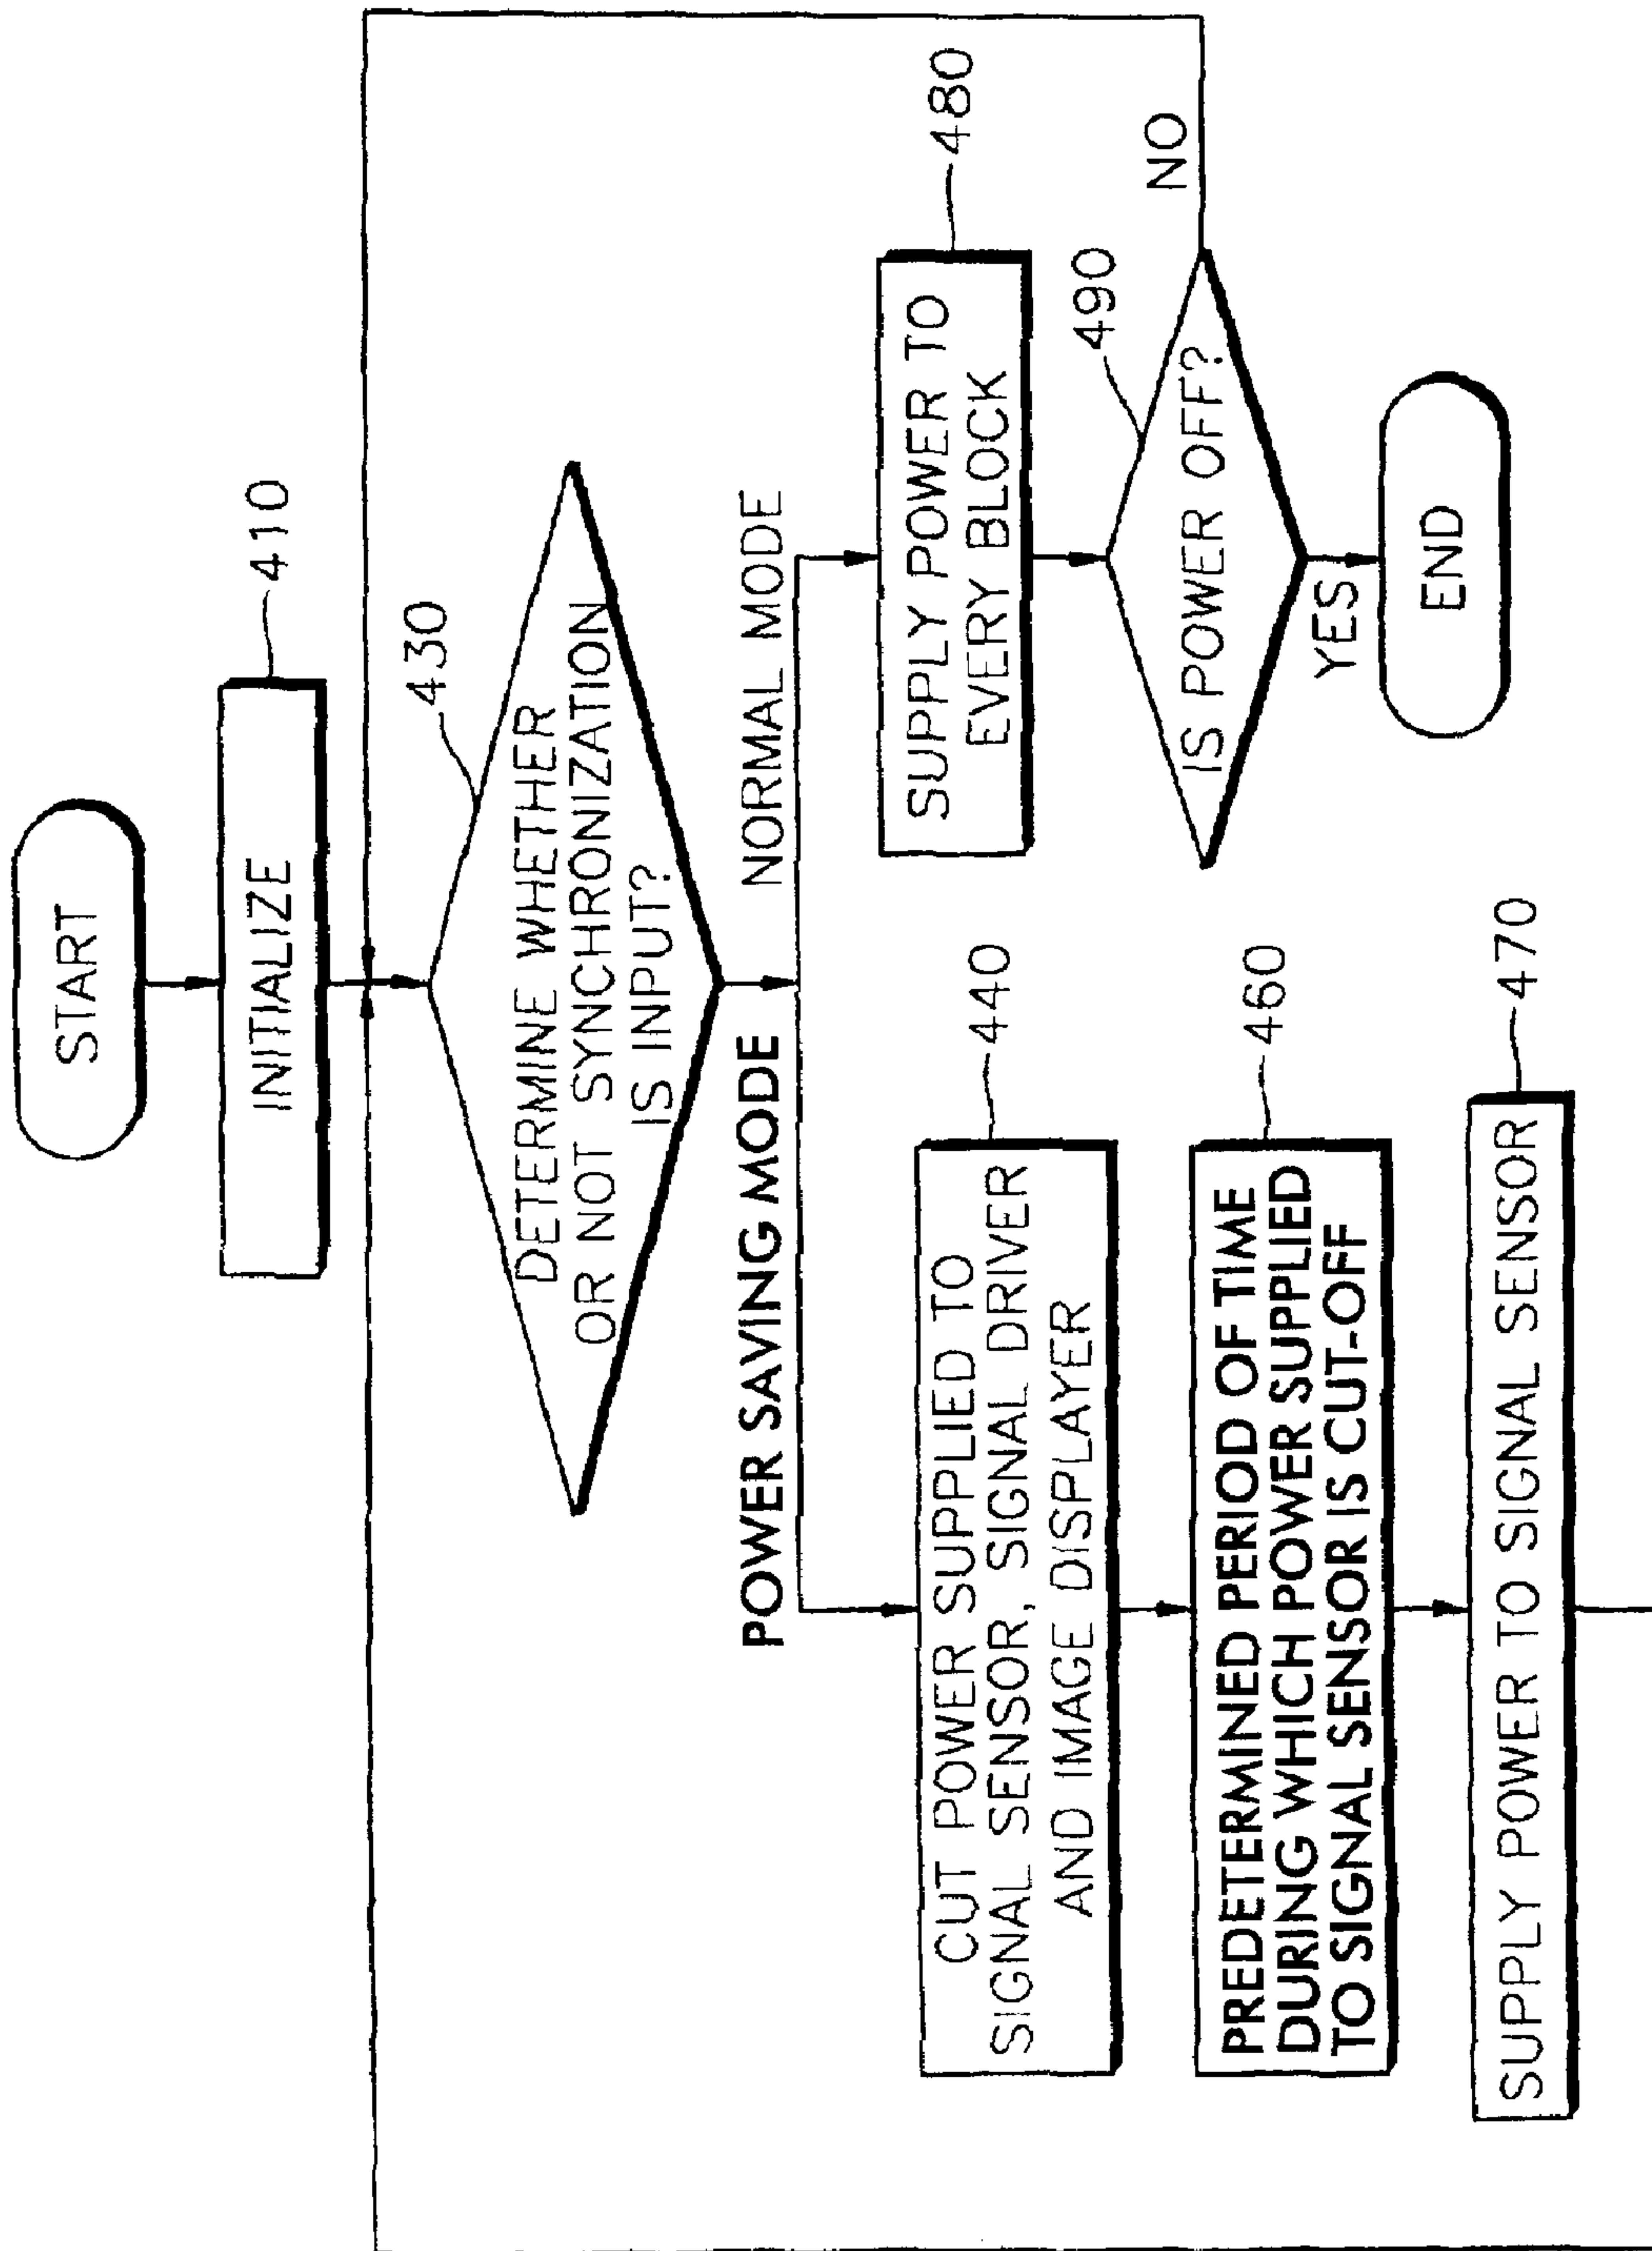 START
INITIALIZE
410
430
DETERMINE WHETHER
OR NOT SYNCHRONIZATION
IS INPUT?
POWER SAVING MODE
NORMAL MODE
CUT POWER SUPPLIED TO
SIGNAL SENSOR, SIGNAL DRIVER
AND IMAGE DISPLAYER
440
PREDETERMINED PERIOD OF TIME
DURING WHICH POWER SUPPLIED
TO SIGNAL SENSOR IS CUT-OFF
460
SUPPLY POWER TO SIGNAL SENSOR
470
SUPPLY POWER TO
EVERY BLOCK
480
490
IS POWER OFF?
NO
YES
END